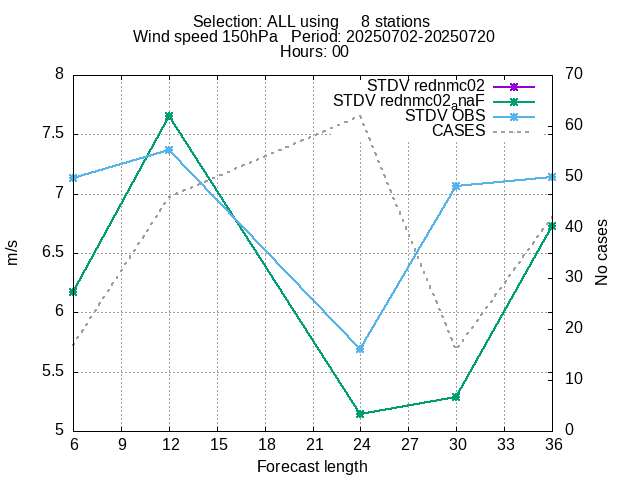 Selection: ALL using     8 stations
Wind speed 150hPa   Period: 20250702-20250720
Hours: 00
STDV rednmc02
STDV rednmc02anaF
STDV OBS
CASES
8
7.5
7
6.5
6
5.5
5
m/s
70
60
50
40
30
20
10
0
No cases
6 9 12 15 18 21 24 27 30 33 36
Forecast length